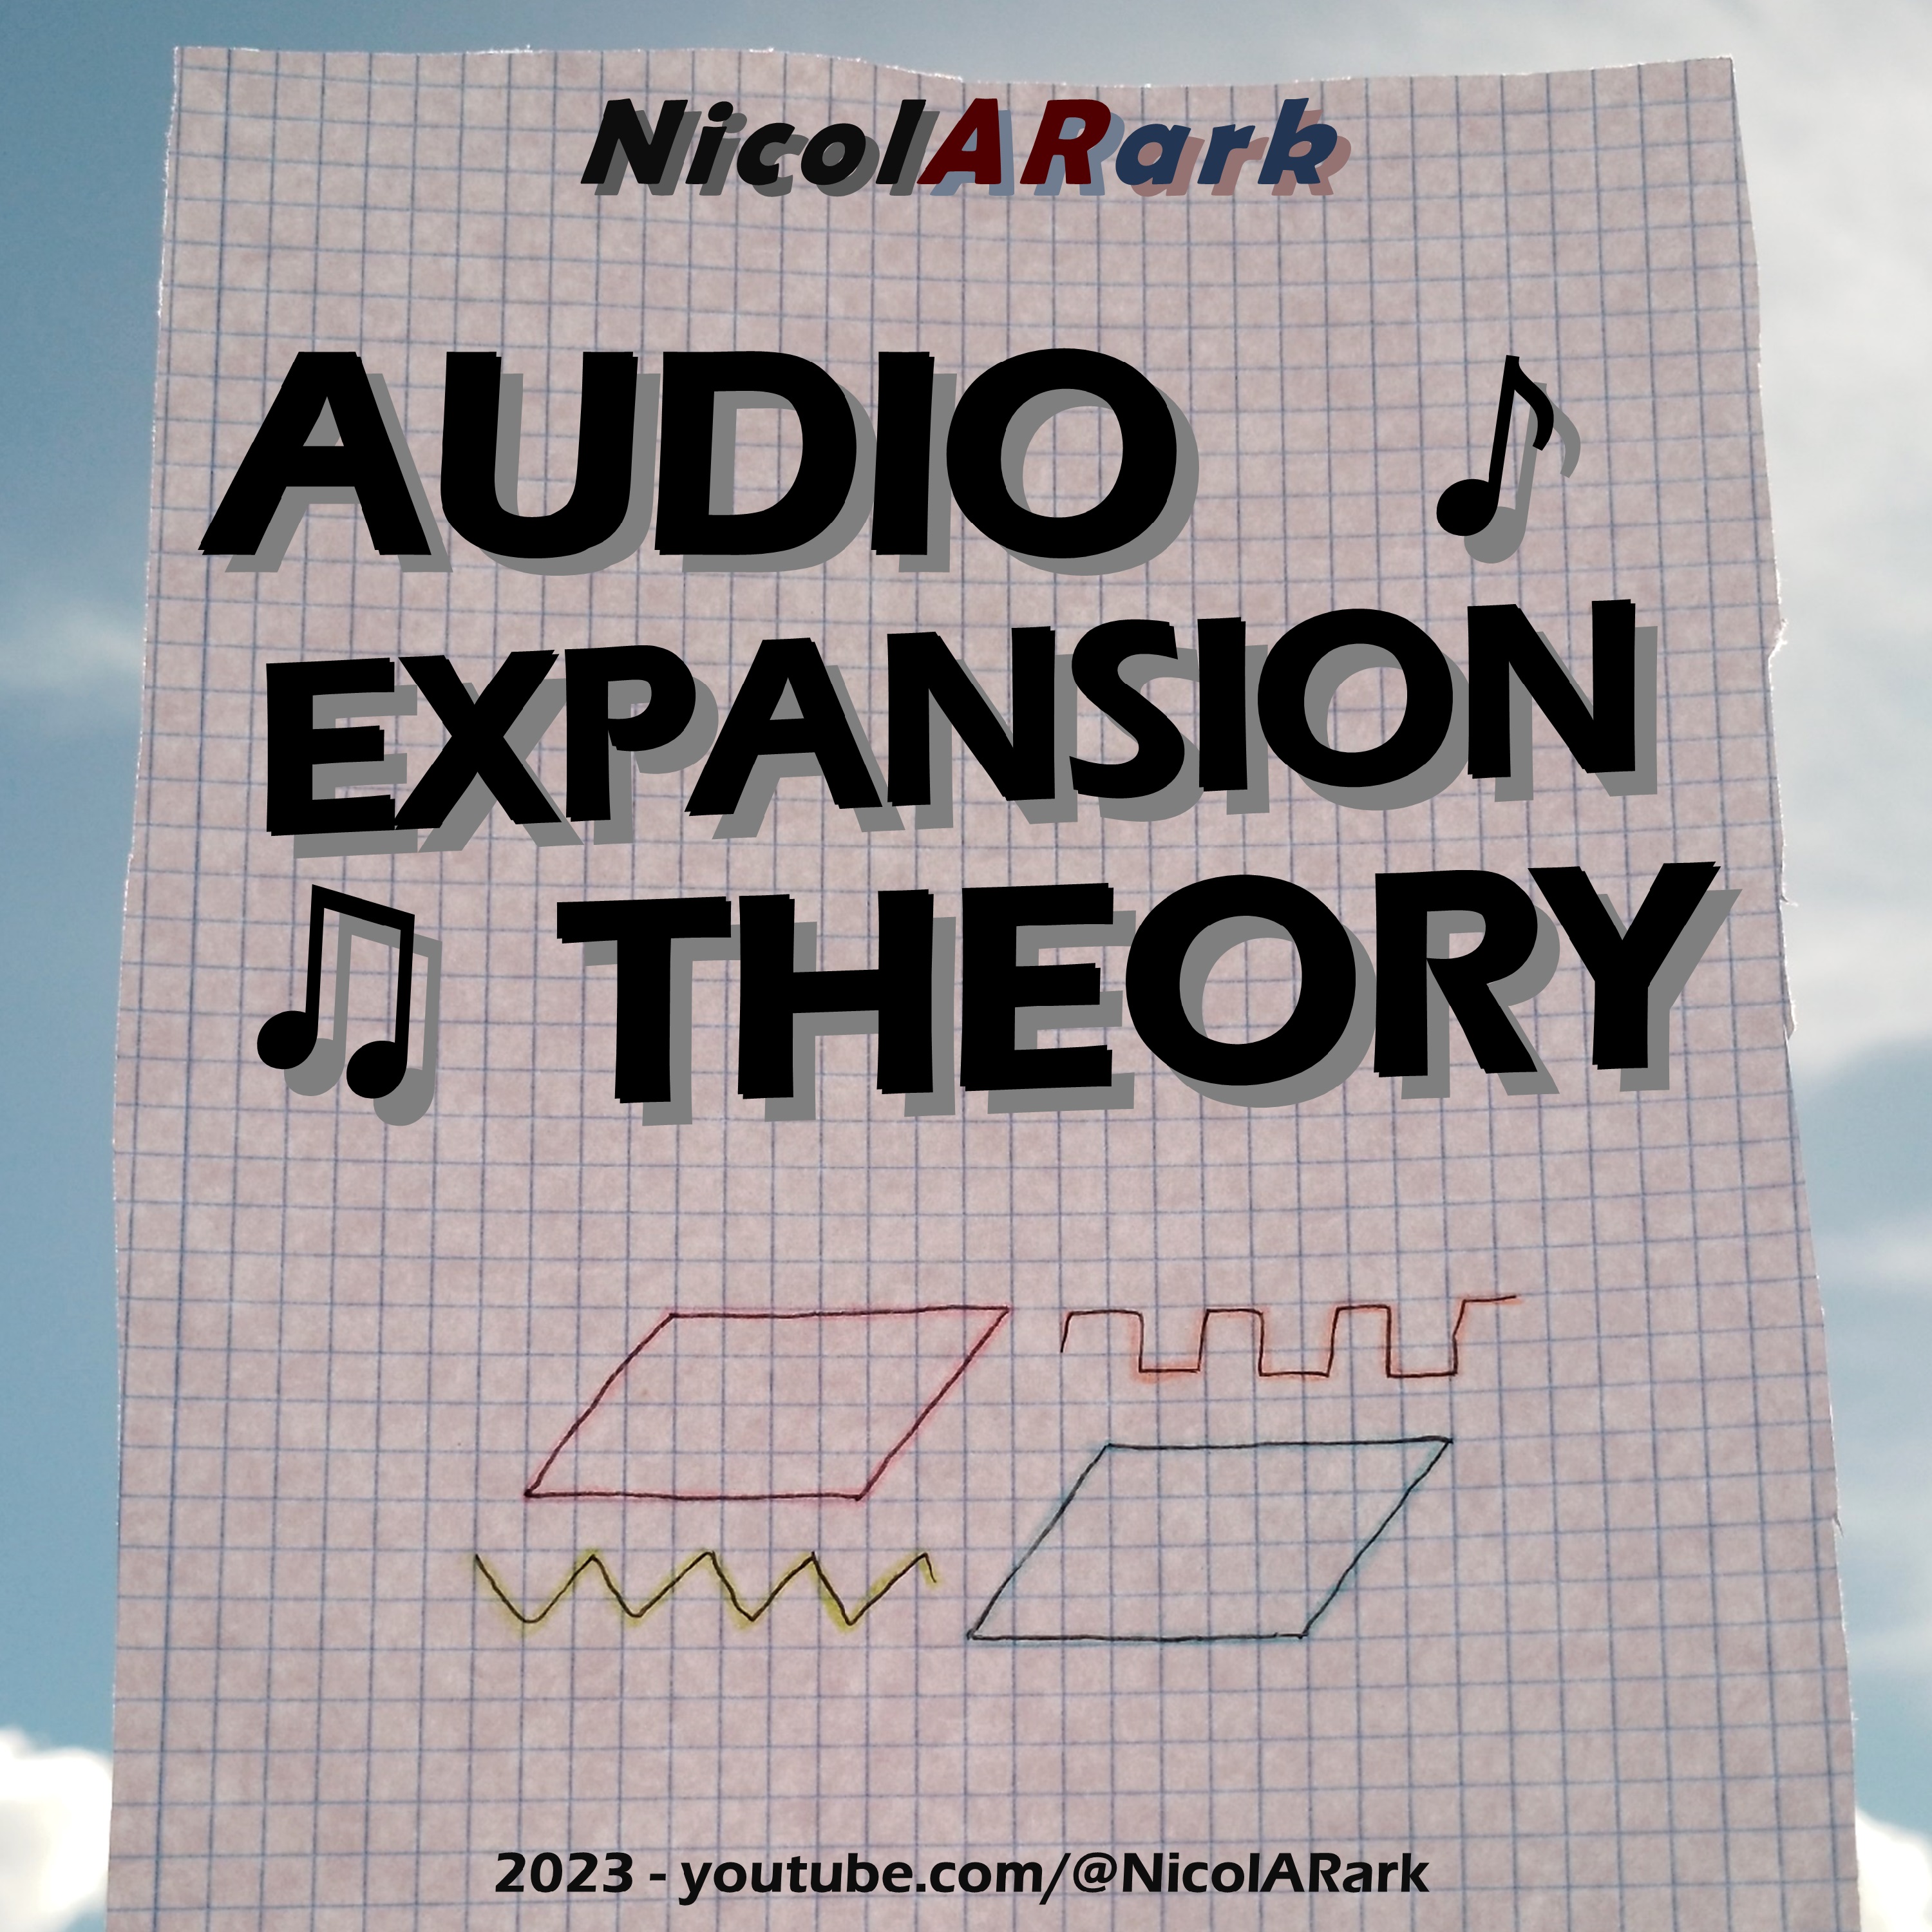 NicolARark
AUDIO
EXPANSION
THEORY
2023 - youtube.com/@NicolARark